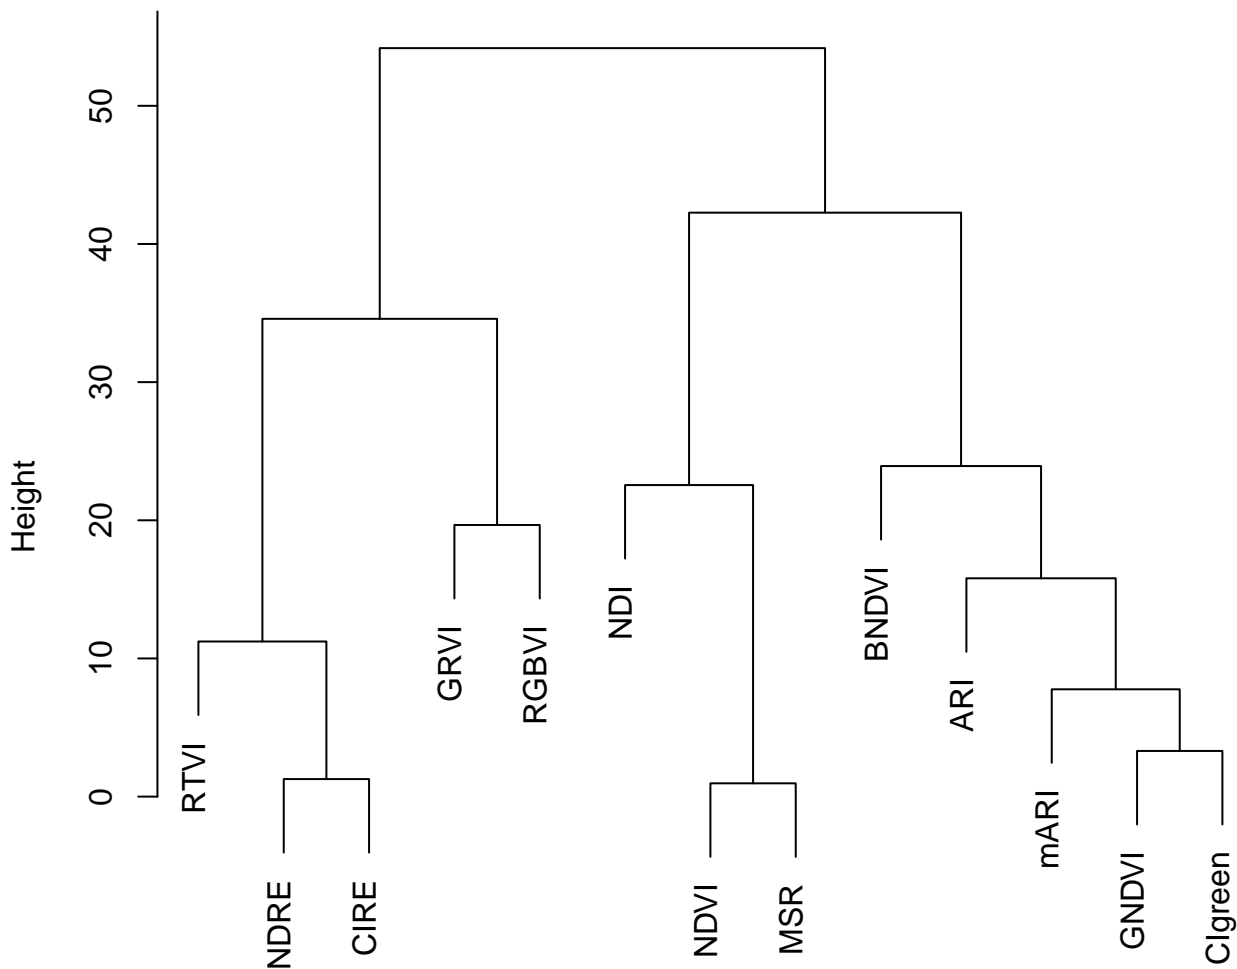 Height
50
40
30
20
10
0
RTVI
NDRE
CIRE
GRVI
RGBVI
NDI
NDVI
MSR
BNDVI
ARI
mARI
GNDVI
CIgreen